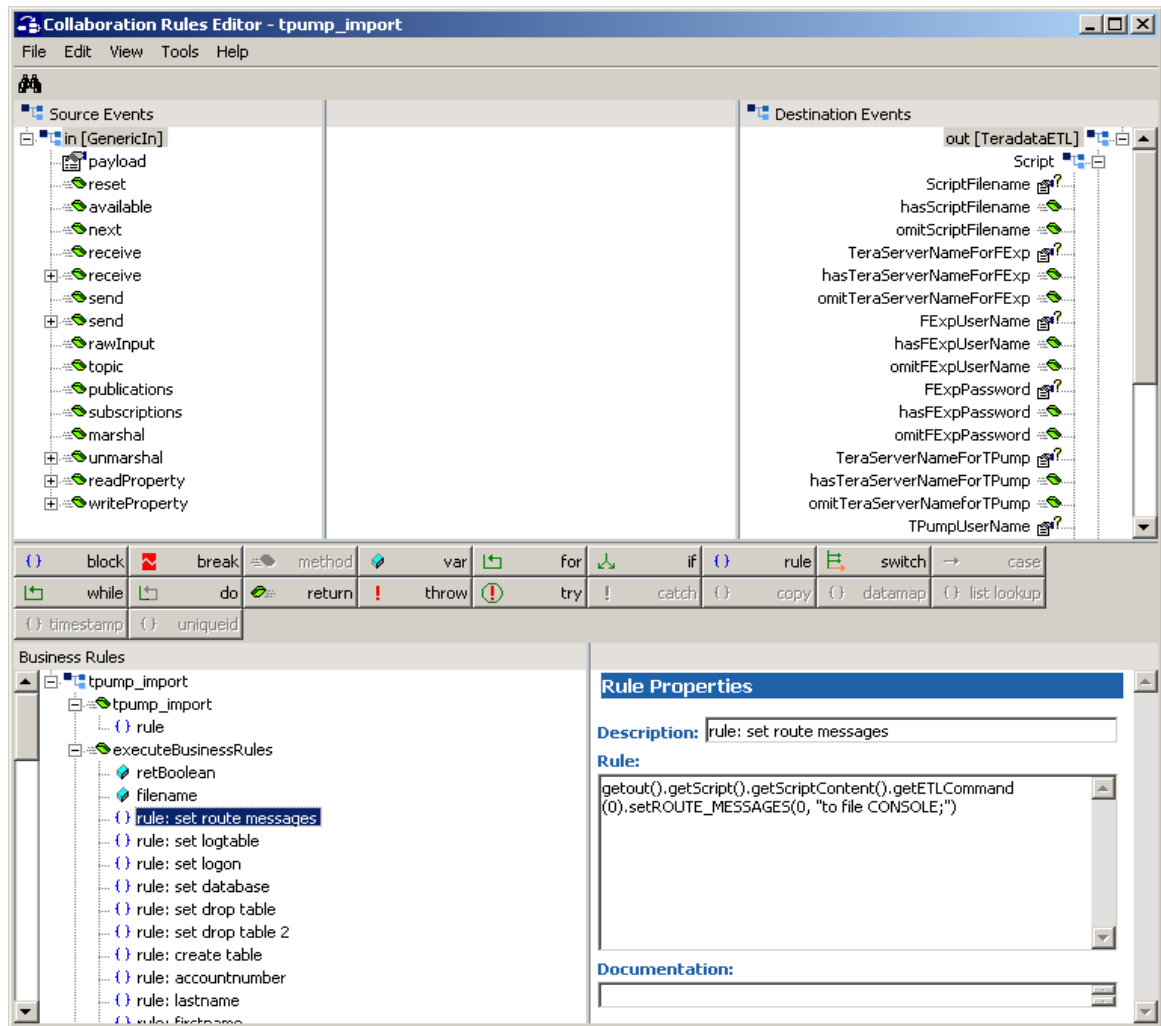 Collaboration Rules Editor - tpump_import
File Edit View Tools Help
Source Events
in [GenericIn]
payload
reset
available
next
receive
receive
send
send
rawInput
topic
publications
subscriptions
marshal
unmarshal
readProperty
writeProperty
Destination Events
out [TeradataETL]
Script
ScriptFilename
hasScriptFilename
omitScriptFilename
TeraServerNameForFExp
hasTeraServerNameForFExp
omitTeraServerNameForFExp
FExpUserName
hasFExpUserName
omitFExpUserName
FExpPassword
hasFExpPassword
omitFExpPassword
TeraServerNameForTPump
hasTeraServerNameForTPump
omitTeraServerNameforTPump
TPumpUserName
block break method var for if rule switch case
while do return throw try catch copy datamap list lookup
timestamp uniqueid
Business Rules
tpump_import
tpump_import
rule
executeBusinessRules
retBoolean
filename
rule: set route messages
rule: set logtable
rule: set logon
rule: set database
rule: set drop table
rule: set drop table 2
rule: create table
rule: accountnumber
rule: lastname
rule: firstname
Rule Properties
Description: rule: set route messages
Rule:
getout().getScript().getScriptContent().getETLCommand
(0).setROUTE_MESSAGES(0, "to file CONSOLE;")
Documentation: